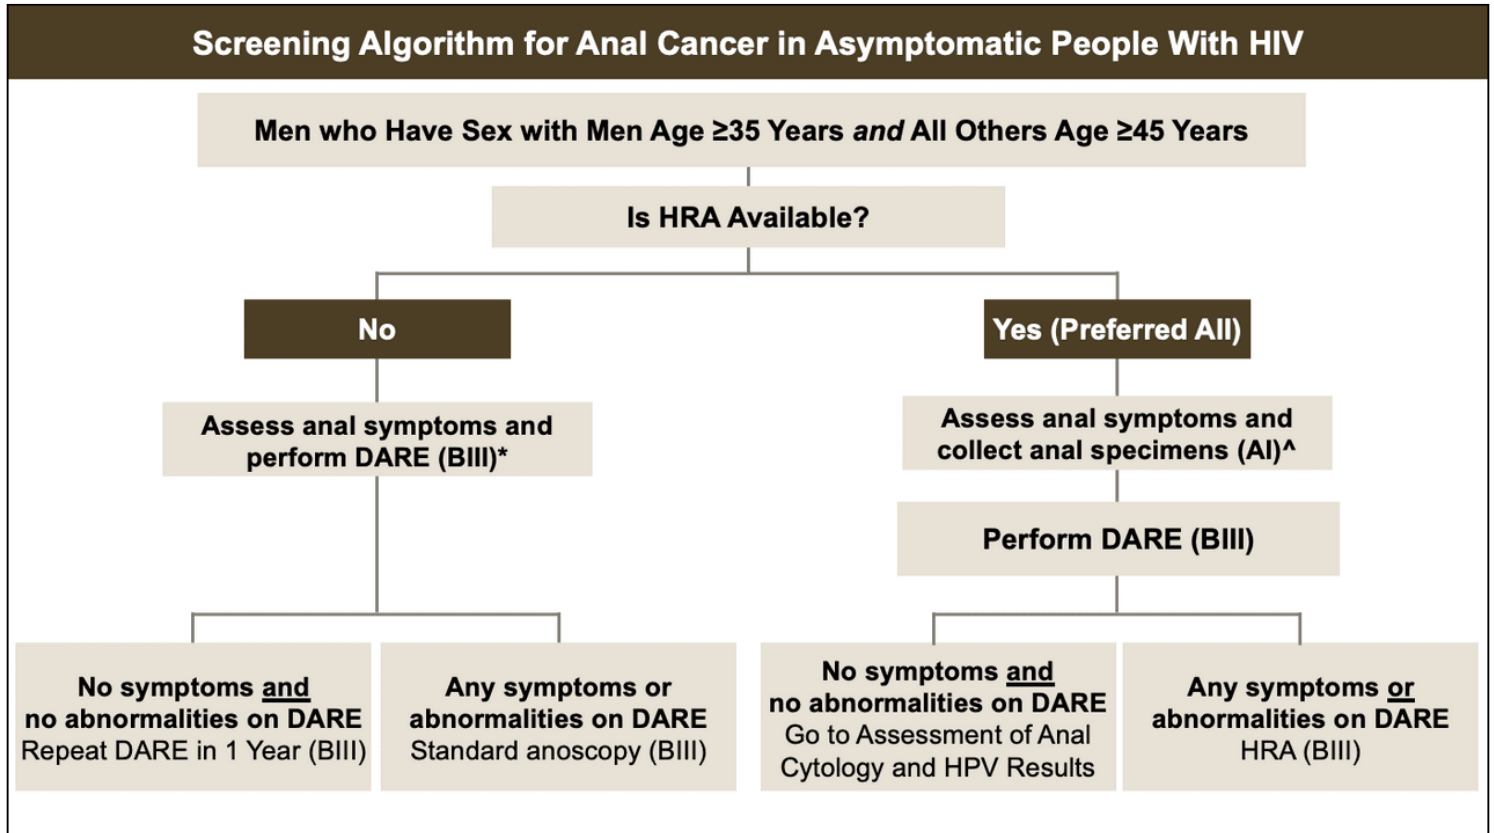 Screening Algorithm for Anal Cancer in Asymptomatic People With HIV
Men who Have Sex with Men Age ≥35 Years and All Others Age ≥45 Years
Is HRA Available?
No
Assess anal symptoms and
perform DARE (BIII)*
No symptoms and
no abnormalities on DARE
Repeat DARE in 1 Year (BIII)
Any symptoms or
abnormalities on DARE
Standard anoscopy (BIII)
Yes (Preferred AII)
Assess anal symptoms and
collect anal specimens (AI)^
Perform DARE (BIII)
No symptoms and
no abnormalities on DARE
Go to Assessment of Anal
Cytology and HPV Results
Any symptoms or
abnormalities on DARE
HRA (BIII)